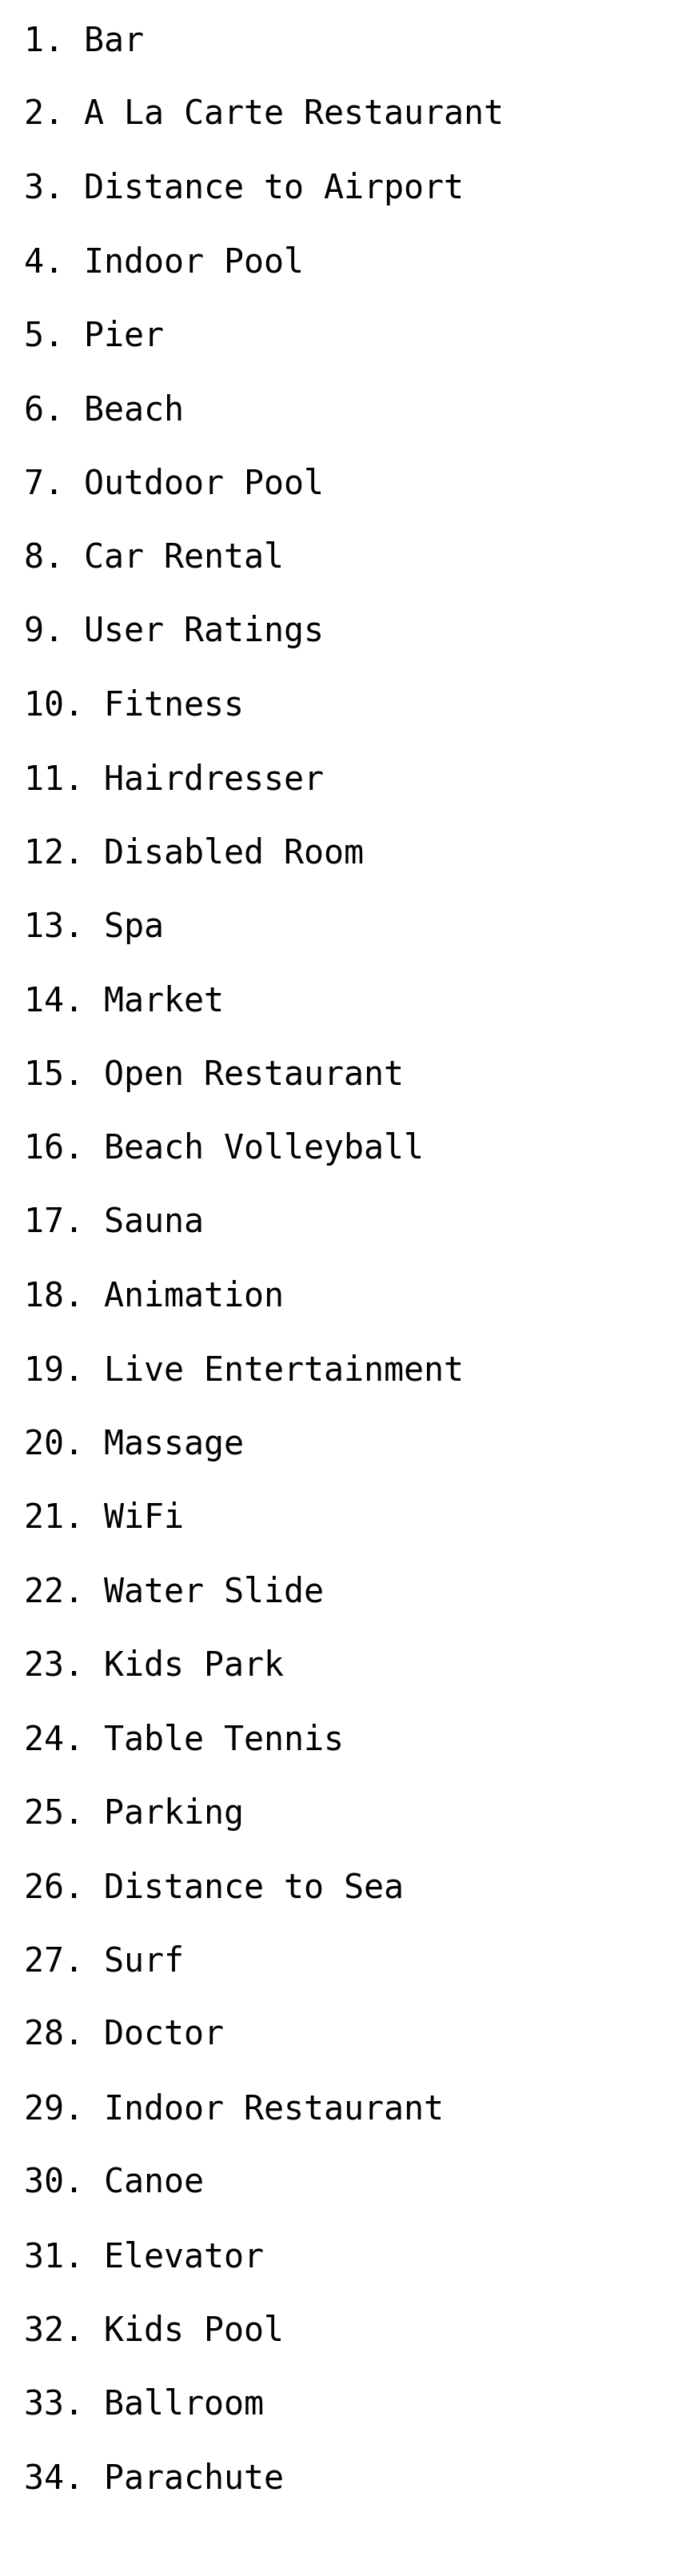 1. Bar
2. A La Carte Restaurant
3. Distance to Airport
4. Indoor Pool
5. Pier
6. Beach
7. Outdoor Pool
8. Car Rental
9. User Ratings
10. Fitness
11. Hairdresser
12. Disabled Room
13. Spa
14. Market
15. Open Restaurant
16. Beach Volleyball
17. Sauna
18. Animation
19. Live Entertainment
20. Massage
21. WiFi
22. Water Slide
23. Kids Park
24. Table Tennis
25. Parking
26. Distance to Sea
27. Surf
28. Doctor
29. Indoor Restaurant
30. Canoe
31. Elevator
32. Kids Pool
33. Ballroom
34. Parachute